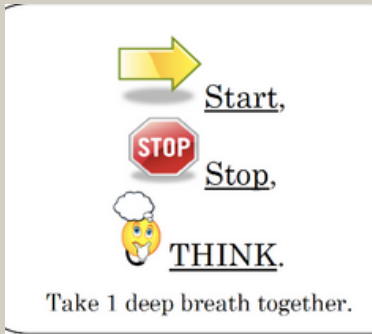 Start,
STOP
Stop,
THINK.
Take 1 deep breath together.